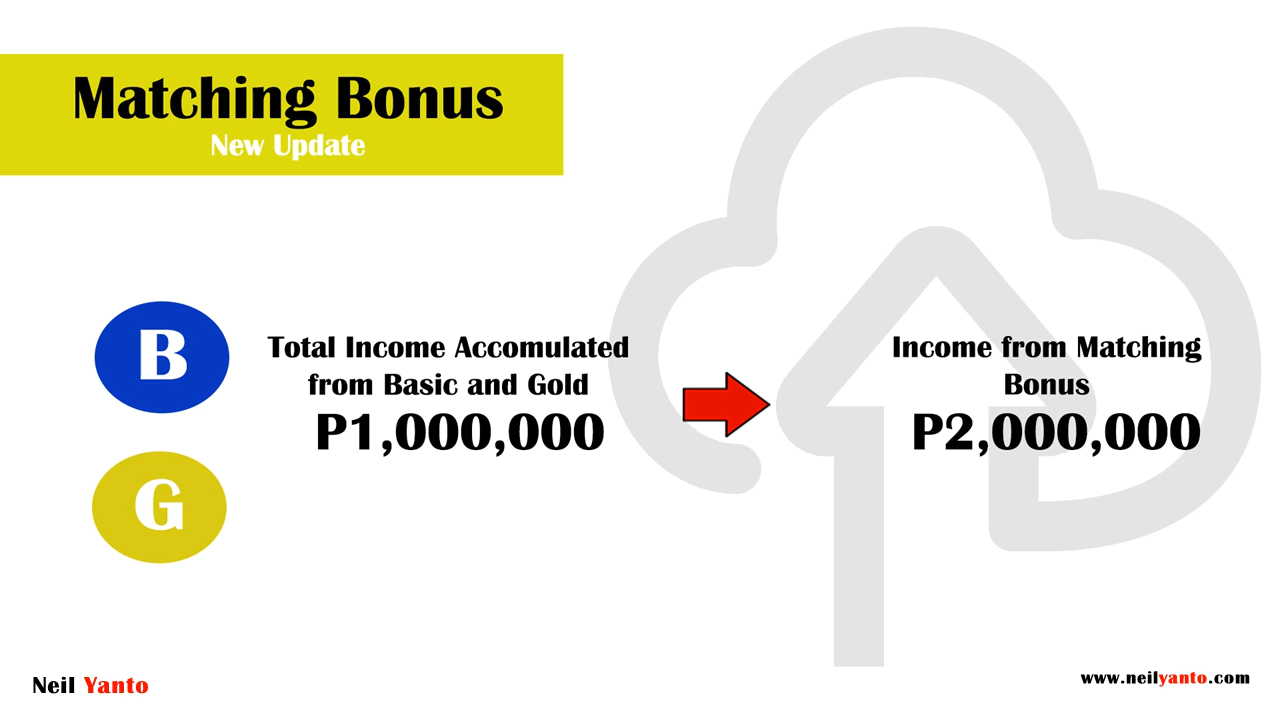 Matching Bonus
New Update
B
Total Income Accomulated
from Basic and Gold
P1,000,000
Income from Matching
Bonus
P2,000,000
G
Neil Yanto
www.neilyanto.com